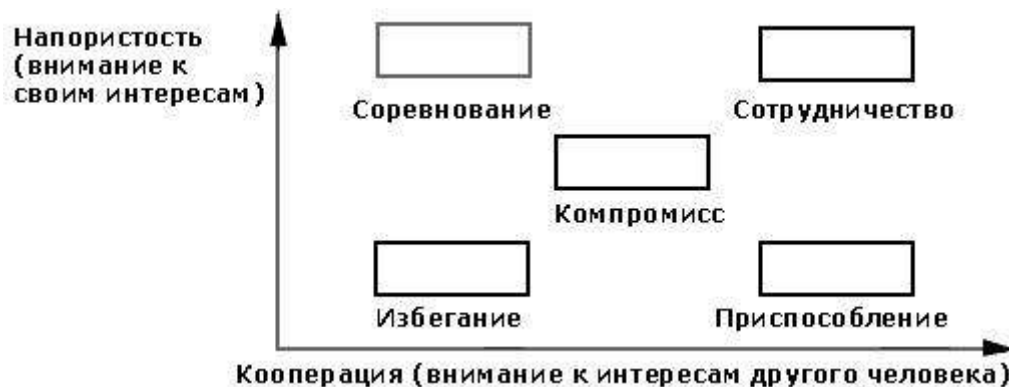 Напористость
(внимание к
своим интересам)
Соревнование
Сотрудничество
Компромисс
Избегание
Приспособление
Кооперация (внимание к интересам другого человека)